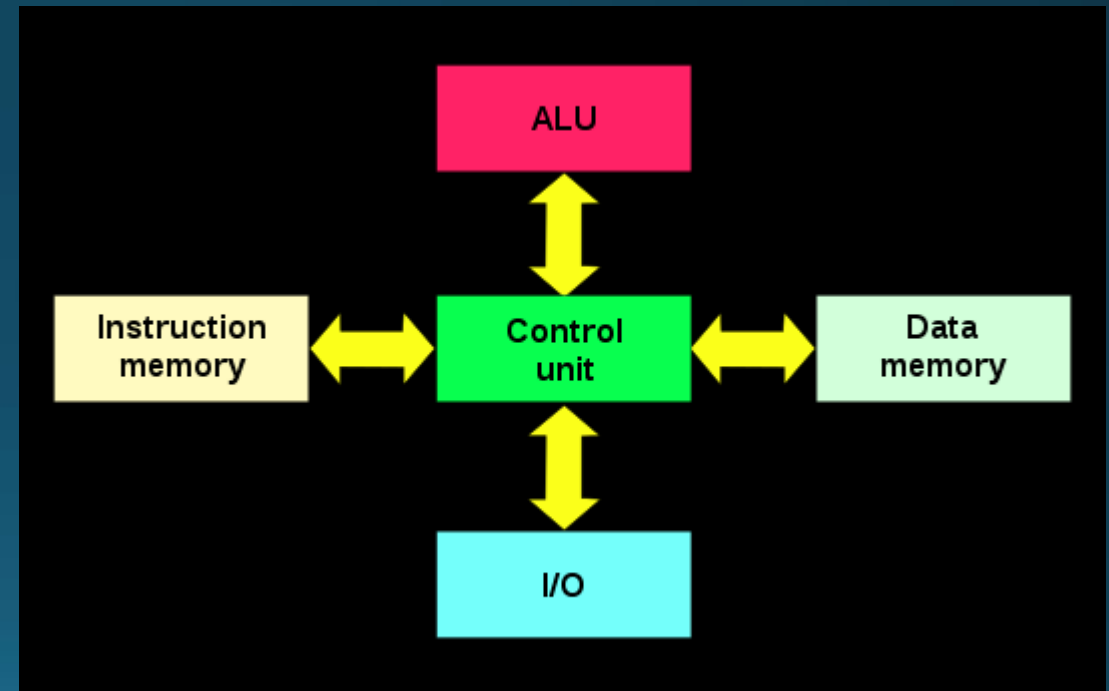 ALU
Instruction
memory
Control
unit
Data
memory
I/O